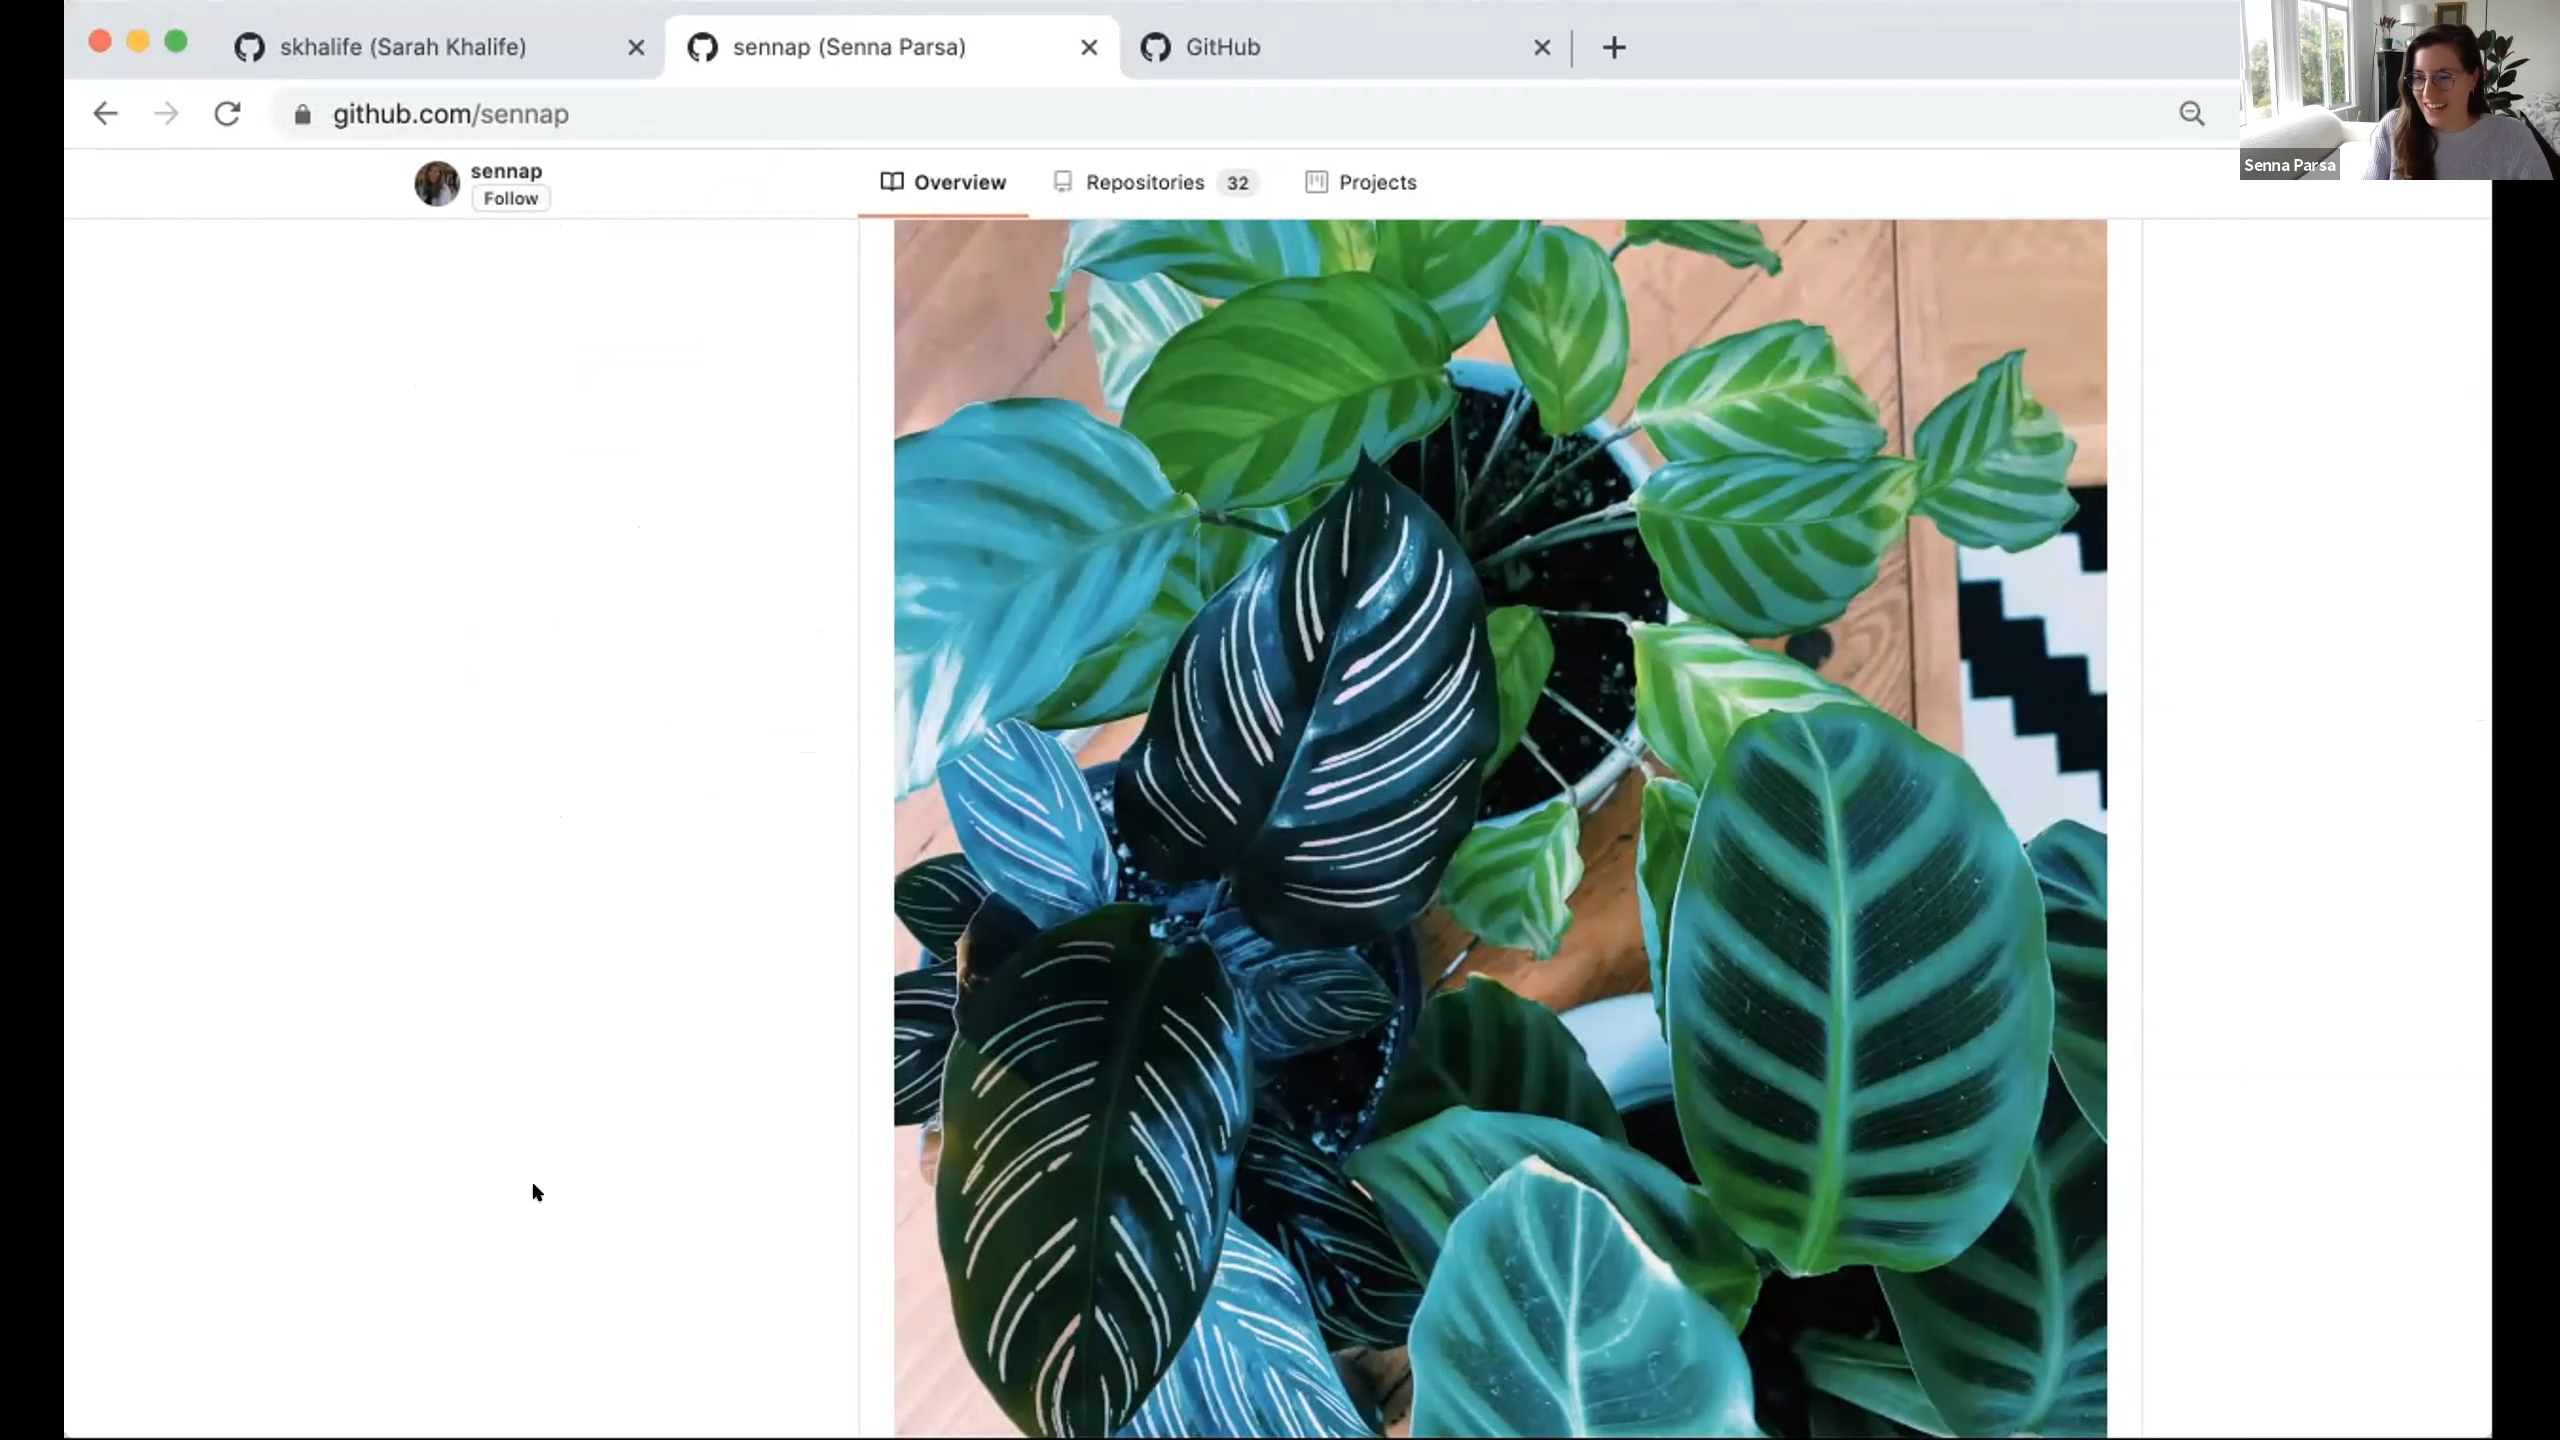 skhalife (Sarah Khalife)
sennap (Senna Parsa)
GitHub
github.com/sennap
Senna Parsa
sennap
Follow
Overview
Repositories 32
Projects